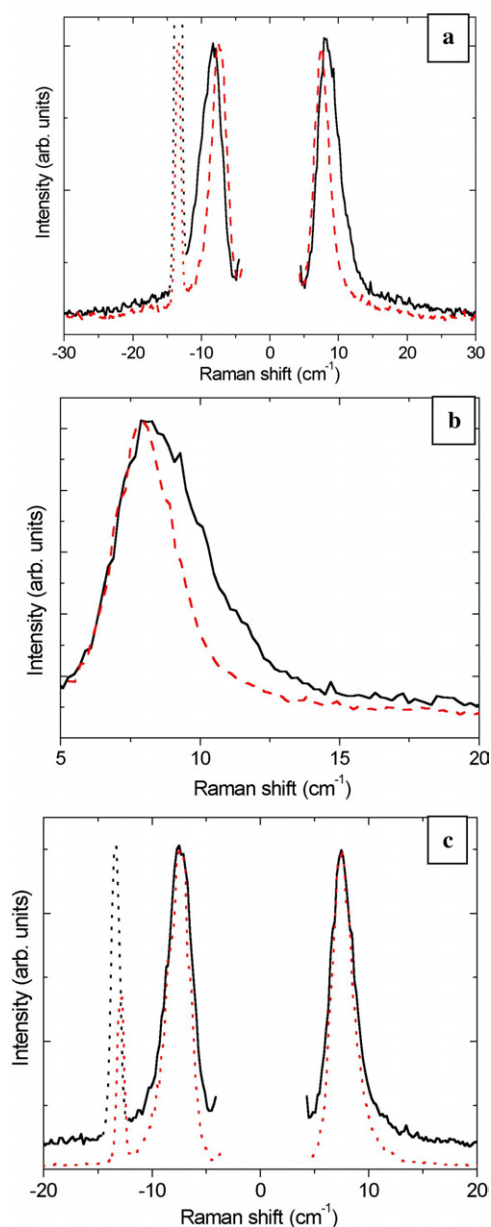 a
Intensity (arb. units)
-30 -20 -10 0 10 20 30
Raman shift (cm-1)
b
Intensity (arb. units)
5 10 15 20
Raman shift (cm-1)
c
Intensity (arb. units)
-20 -10 0 10 20
Raman shift (cm-1)